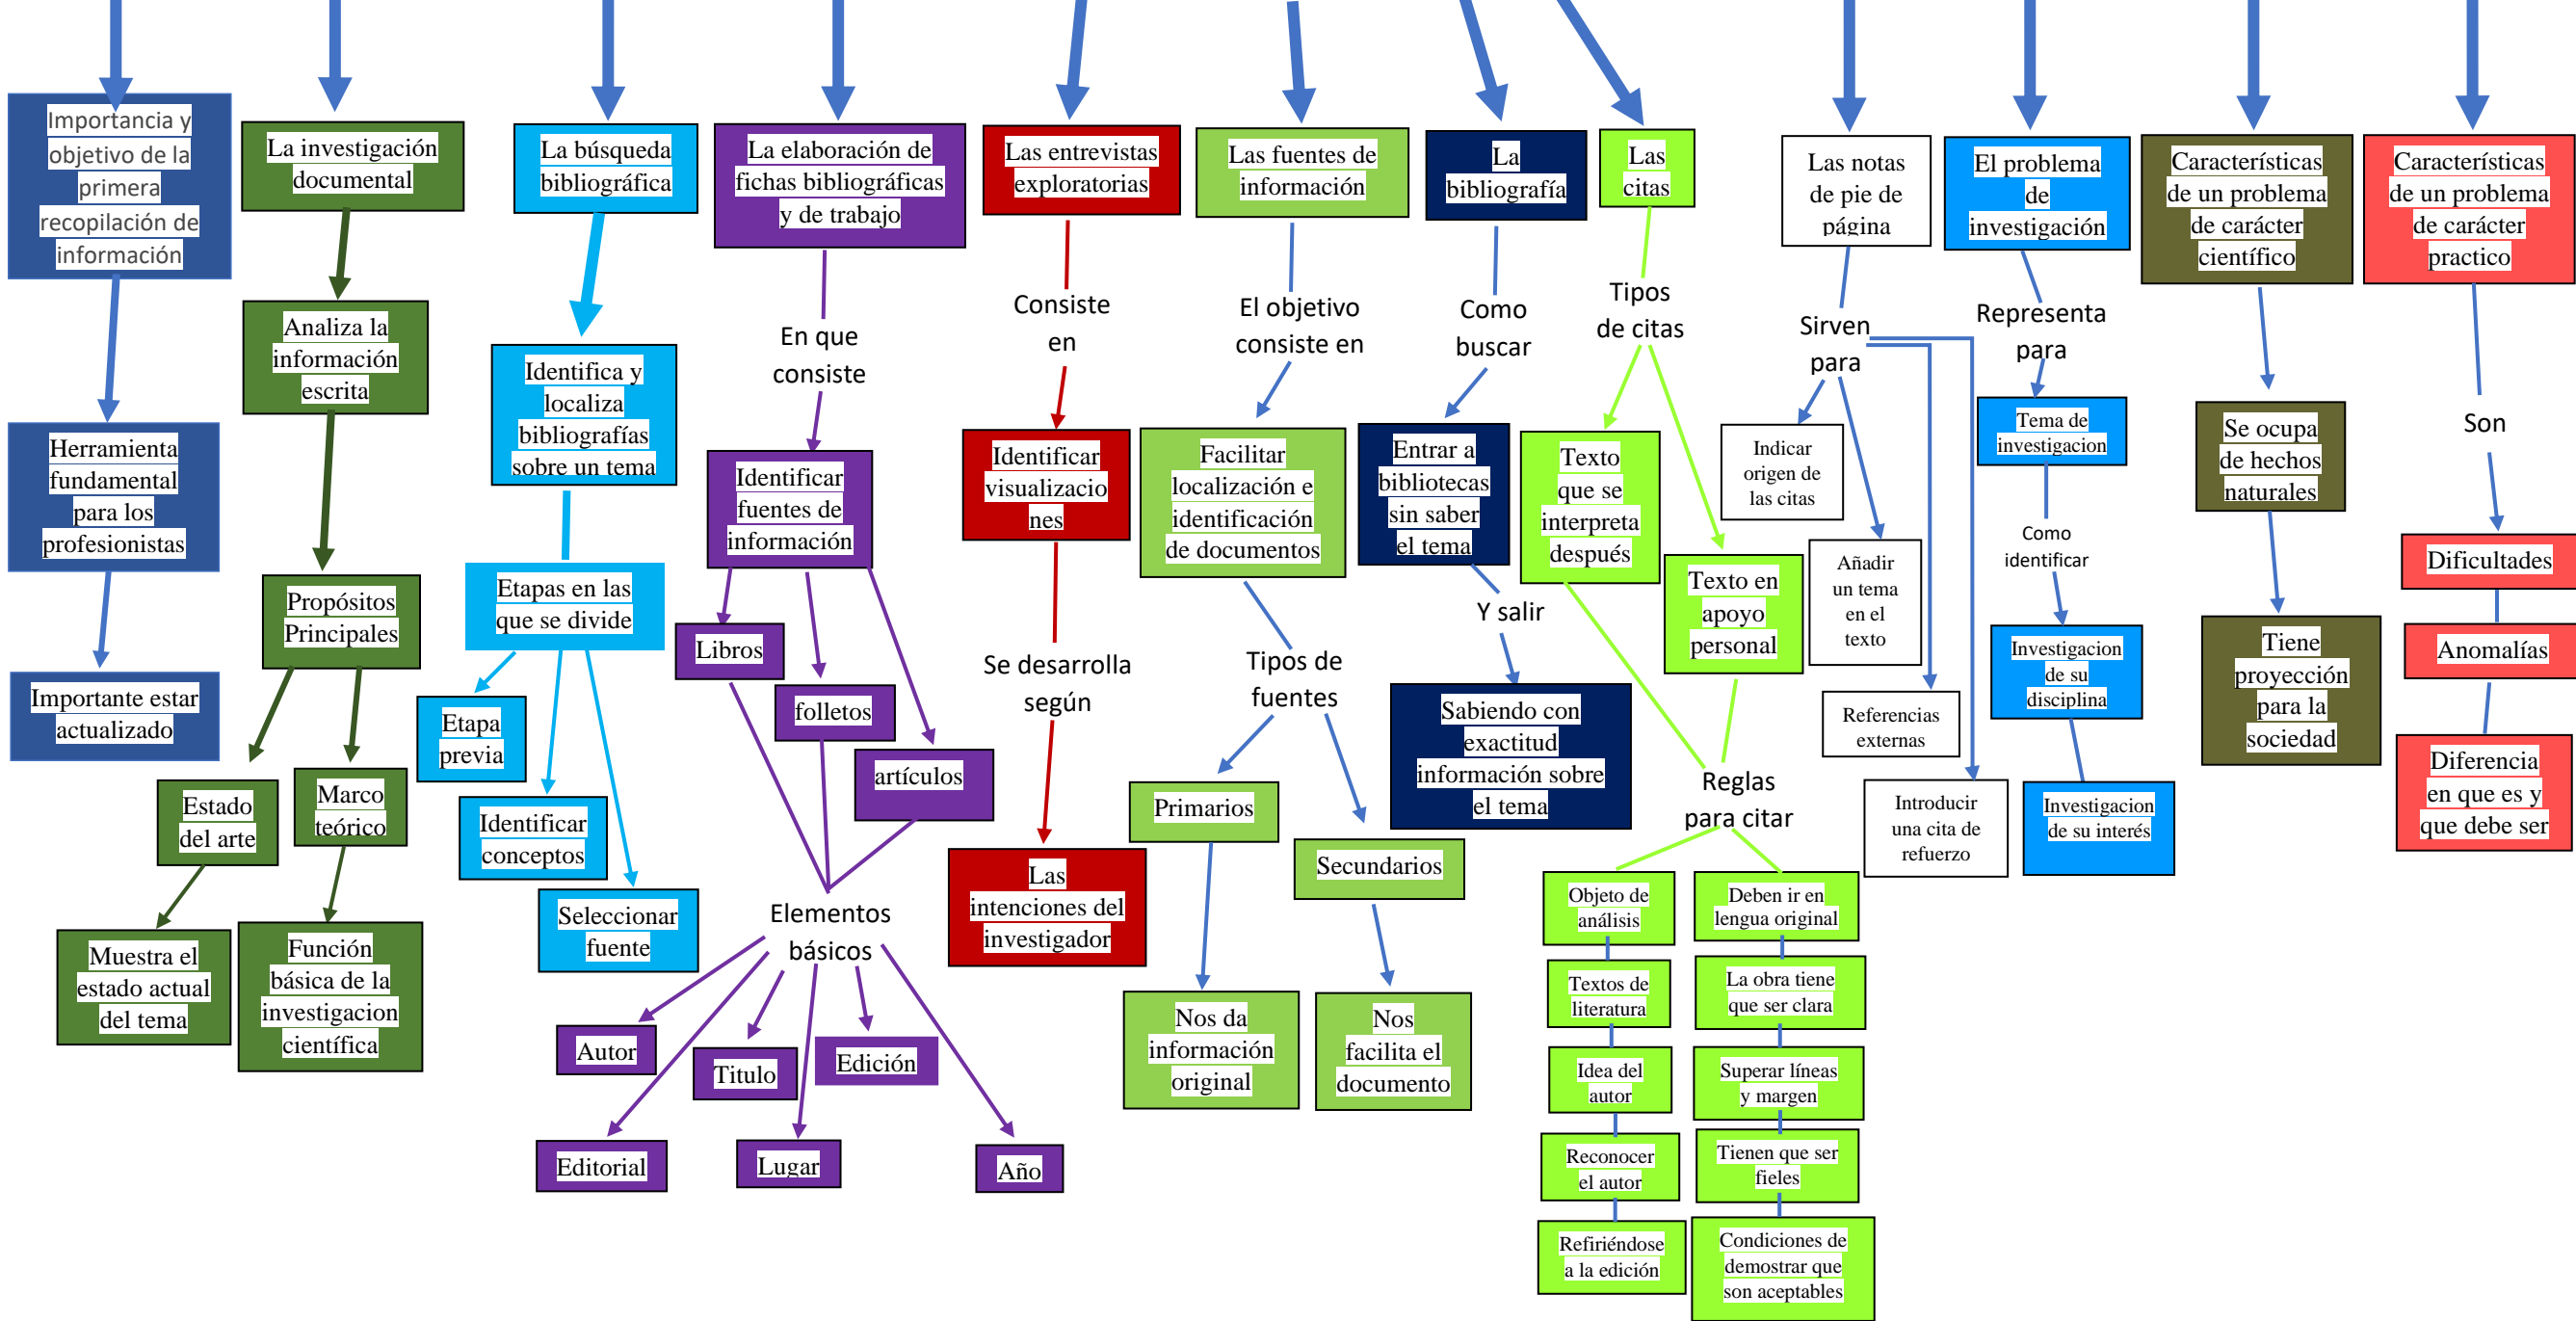 Importancia y
objetivo de la
primera
recopilación de
información
Herramienta
fundamental
para los
profesionistas
Importante estar
actualizado
La investigación
documental
Analiza la
información
escrita
Propósitos
Principales
Estado
del arte
Marco
teórico
Muestra el
estado actual
del tema
Función
básica de la
investigacion
científica
La búsqueda
bibliográfica
Identifica y
localiza
bibliografías
sobre un tema
Etapas en las
que se divide
Etapa
previa
Identificar
conceptos
Seleccionar
fuente
La elaboración de
fichas bibliográficas
y de trabajo
En que
consiste
Identificar
fuentes de
información
Libros
folletos
artículos
Elementos
básicos
Autor
Titulo
Edición
Editorial
Lugar
Año
Las entrevistas
exploratorias
Consiste
en
Identificar
visualizacio
nes
Se desarrolla
según
Las
intenciones del
investigador
Las fuentes de
información
El objetivo
consiste en
Facilitar
localización e
identificación
de documentos
Tipos de
fuentes
Primarios
Secundarios
Nos da
información
original
Nos
facilita el
documento
La
bibliografía
Como
buscar
Entrar a
bibliotecas
sin saber
el tema
Y salir
Sabiendo con
exactitud
información sobre
el tema
Las
citas
Tipos
de citas
Texto
que se
interpreta
después
Texto en
apoyo
personal
Reglas
para citar
Objeto de
análisis
Textos de
literatura
Idea del
autor
Reconocer
el autor
Refiriéndose
a la edición
Deben ir en
lengua original
La obra tiene
que ser clara
Superar líneas
y margen
Tienen que ser
fieles
Condiciones de
demostrar que
son aceptables
Las notas
de pie de
página
Sirven
para
Indicar
origen de
las citas
Añadir
un tema
en el
texto
Referencias
externas
Introducir
una cita de
refuerzo
El problema
de
investigación
Representa
para
Tema de
investigacion
Como
identificar
Investigacion
de su
disciplina
Investigacion
de su interés
Característicasde un problema
de carácter
científico
Se ocupa
de hechos
naturales
Tiene
proyección
para la
sociedad
Características
de un problema
de carácter
practico
Son
Dificultades
Anomalías
Diferencia
en que es y
que debe ser